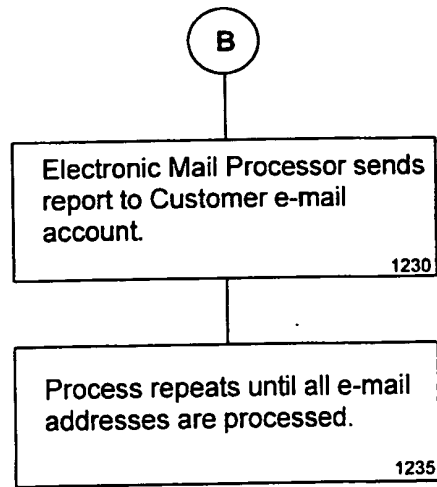 B
Electronic Mail Processor sends
report to Customer e-mail
account.
1230
Process repeats until all e-mail
addresses are processed.
1235